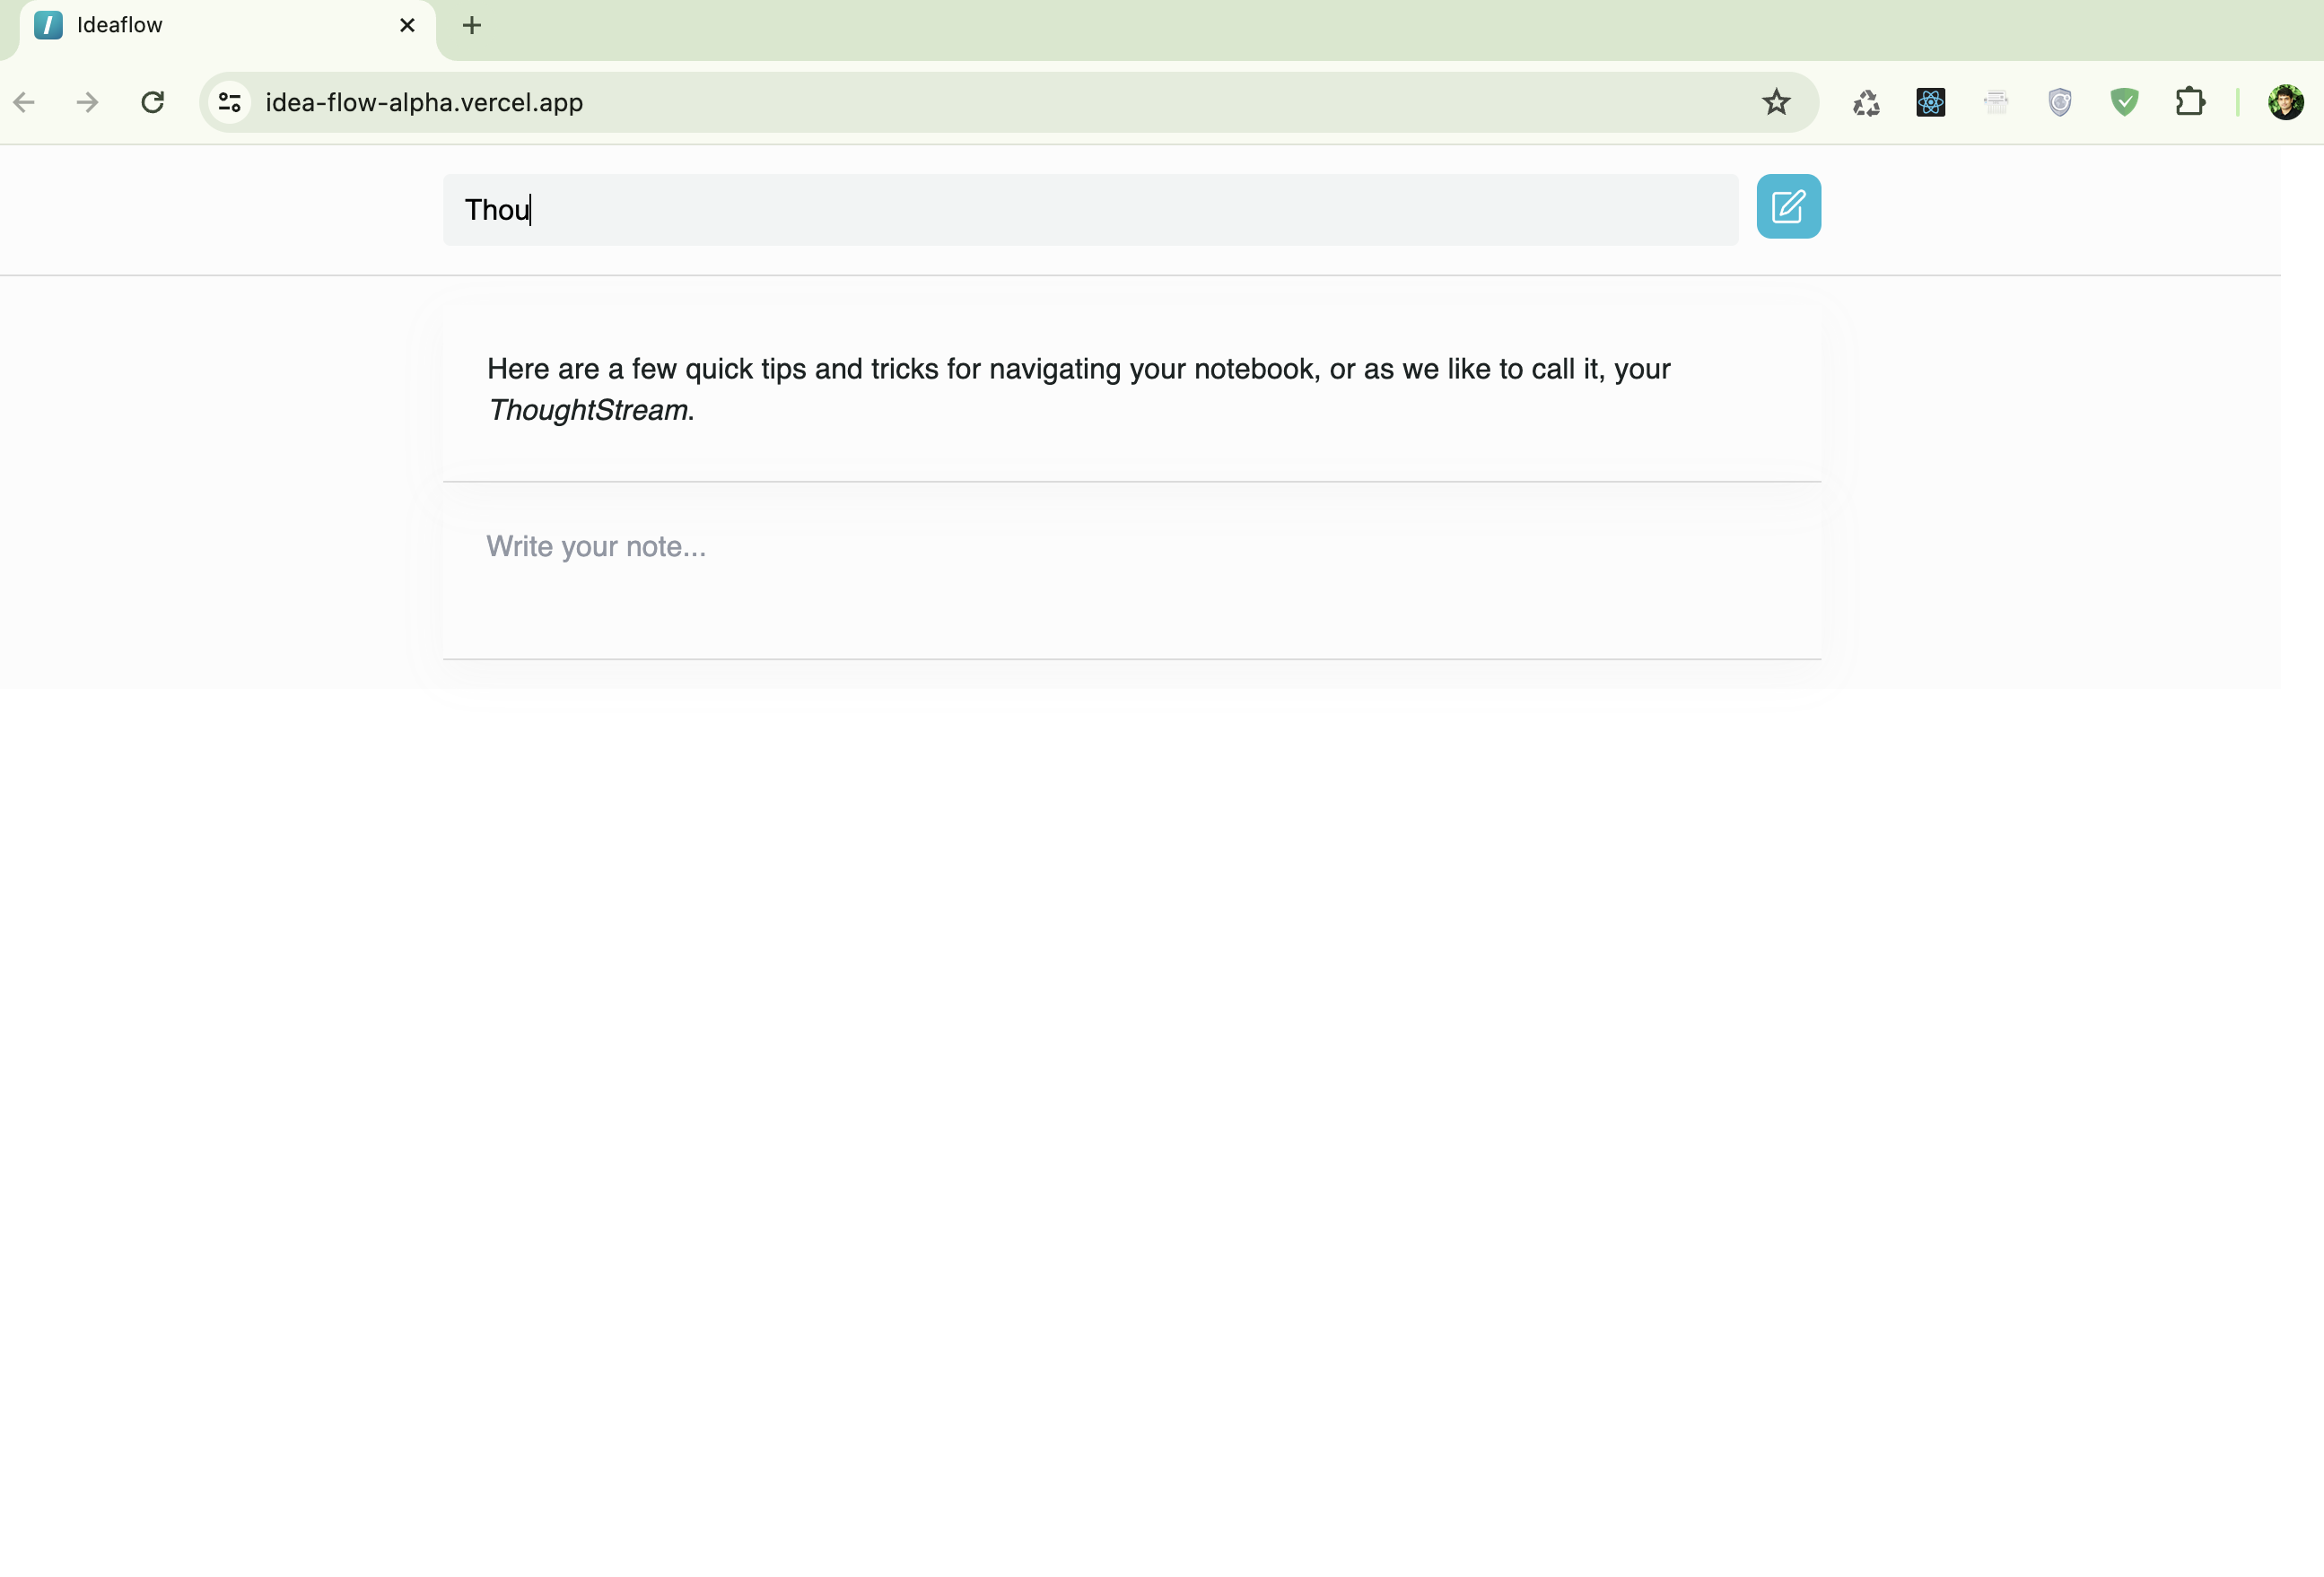 Ideaflow
idea-flow-alpha.vercel.app
Thou
Here are a few quick tips and tricks for navigating your notebook, or as we like to call it, your
ThoughtStream.
Write your note...